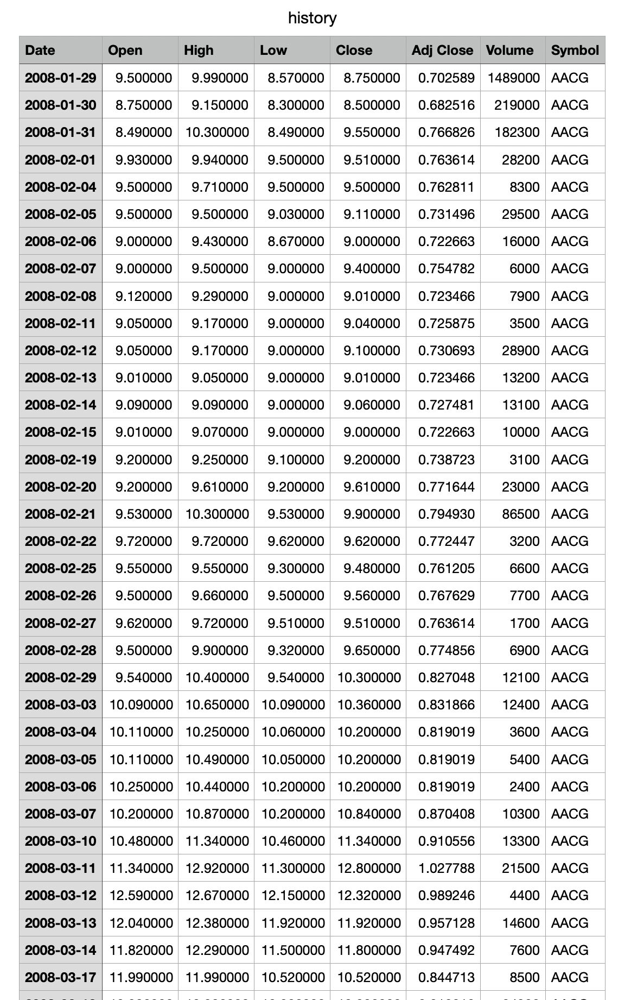 history
Date Open High Low Close Adj Close Volume Symbol
2008-01-29 9.500000 9.990000 8.570000 8.750000 0.702589 1489000 AACG
2008-01-30 8.750000 9.150000 8.300000 8.500000 0.682516 219000 AACG
2008-01-31 8.490000 10.300000 8.490000 9.550000 0.766826 182300 AACG
2008-02-01 9.930000 9.940000 9.500000 9.510000 0.763614 28200 AACG
2008-02-04 9.500000 9.710000 9.500000 9.500000 0.762811 8300 AACG
2008-02-05 9.500000 9.500000 9.030000 9.110000 0.731496 29500 AACG
2008-02-06 9.000000 9.430000 8.670000 9.000000 0.722663 16000 AACG
2008-02-07 9.000000 9.500000 9.000000 9.400000 0.754782 6000 AACG
2008-02-08 9.120000 9.290000 9.000000 9.010000 0.723466 7900 AACG
2008-02-11 9.050000 9.170000 9.000000 9.040000 0.725875 3500 AACG
2008-02-12 9.050000 9.170000 9.000000 9.100000 0.730693 28900 AACG
2008-02-13 9.010000 9.050000 9.000000 9.010000 0.723466 13200 AACG
2008-02-14 9.090000 9.090000 9.000000 9.060000 0.727481 13100 AACG
2008-02-15 9.010000 9.070000 9.000000 9.000000 0.722663 10000 AACG
2008-02-19 9.200000 9.250000 9.100000 9.200000 0.738723 3100 AACG
2008-02-20 9.200000 9.610000 9.200000 9.610000 0.771644 23000 AACG
2008-02-21 9.530000 10.300000 9.530000 9.900000 0.794930 86500 AACG
2008-02-22 9.720000 9.720000 9.620000 9.620000 0.772447 3200 AACG
2008-02-25 9.550000 9.550000 9.300000 9.480000 0.761205 6600 AACG
2008-02-26 9.500000 9.660000 9.500000 9.560000 0.767629 7700 AACG
2008-02-27 9.620000 9.720000 9.510000 9.510000 0.763614 1700 AACG
2008-02-28 9.500000 9.900000 9.320000 9.650000 0.774856 6900 AACG
2008-02-29 9.540000 10.400000 9.540000 10.300000 0.827048 12100 AACG
2008-03-03 10.090000 10.650000 10.090000 10.360000 0.831866 12400 AACG
2008-03-04 10.110000 10.250000 10.060000 10.200000 0.819019 3600 AACG
2008-03-05 10.110000 10.490000 10.050000 10.200000 0.819019 5400 AACG
2008-03-06 10.250000 10.440000 10.200000 10.200000 0.819019 2400 AACG
2008-03-07 10.200000 10.870000 10.200000 10.840000 0.870408 10300 AACG
2008-03-10 10.480000 11.340000 10.460000 11.340000 0.910556 13300 AACG
2008-03-11 11.340000 12.920000 11.300000 12.800000 1.027788 21500 AACG
2008-03-12 12.590000 12.670000 12.150000 12.320000 0.989246 4400 AACG
2008-03-13 12.040000 12.380000 11.920000 11.920000 0.957128 14600 AACG
2008-03-14 11.820000 12.290000 11.500000 11.800000 0.947492 7600 AACG
2008-03-17 11.990000 11.990000 10.520000 10.520000 0.844713 8500 AACG